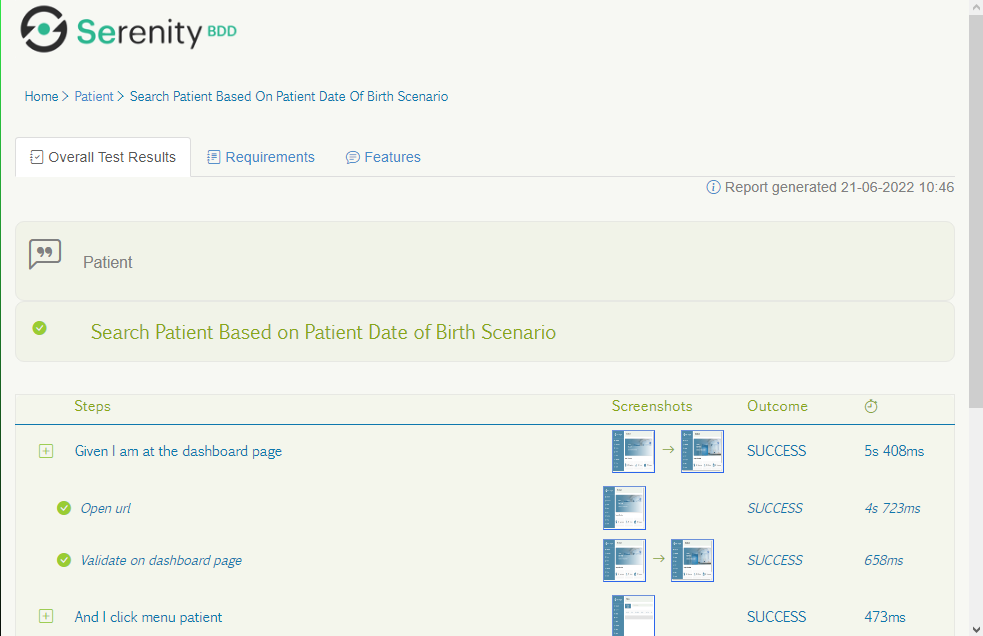 Serenity BDD
Home > Patient > Search Patient Based On Patient Date Of Birth Scenario
Overall Test Results Requirements Features
Report generated 21-06-2022 10:46
Patient
Search Patient Based on Patient Date of Birth Scenario
Steps Screenshots Outcome
Given I am at the dashboard page SUCCESS 5s 408ms
Open url SUCCESS 4s 723ms
Validate on dashboard page SUCCESS 658ms
And I click menu patient SUCCESS 473ms